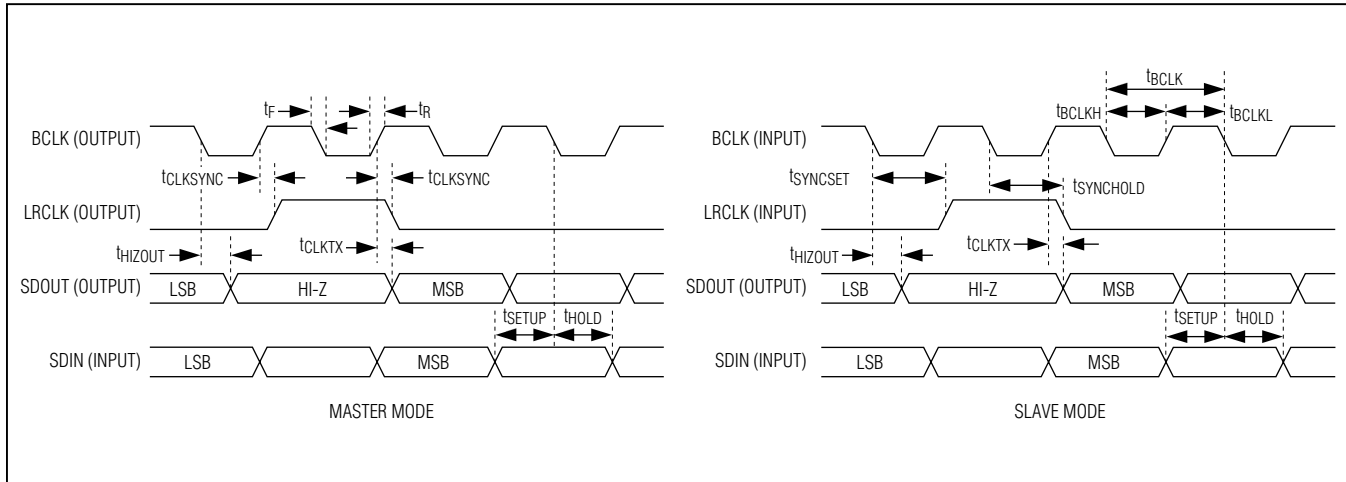 tF
tR
BCLK (OUTPUT)
tCLKSYNC
tCLKSYNC
LRCLK (OUTPUT)
tHIZOUT
tCLKTX
SDOUT (OUTPUT)
LSB
HI-Z
MSB
tSETUP
tHOLD
SDIN (INPUT)
LSB
MSB
MASTER MODE
tBCLK
tBCLKH
tBCLKL
BCLK (INPUT)
tSYNCSET
tSYNCHOLD
LRCLK (INPUT)
tHIZOUT
tCLKTX
SDOUT (OUTPUT)
LSB
HI-Z
MSB
tSETUP
tHOLD
SDIN (INPUT)
LSB
MSB
SLAVE MODE